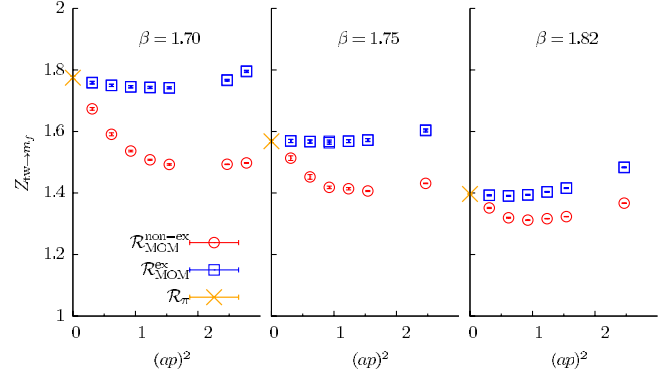 β = 1.70
β = 1.75
β = 1.82
2
1.8
1.6
1.4
1.2
1
Z_{tw→m_f}
R_{MOM}^{non−ex}
R_{MOM}^{ex}
R_π
0 1 2
0 1 2
0 1 2
(ap)²
(ap)²
(ap)²